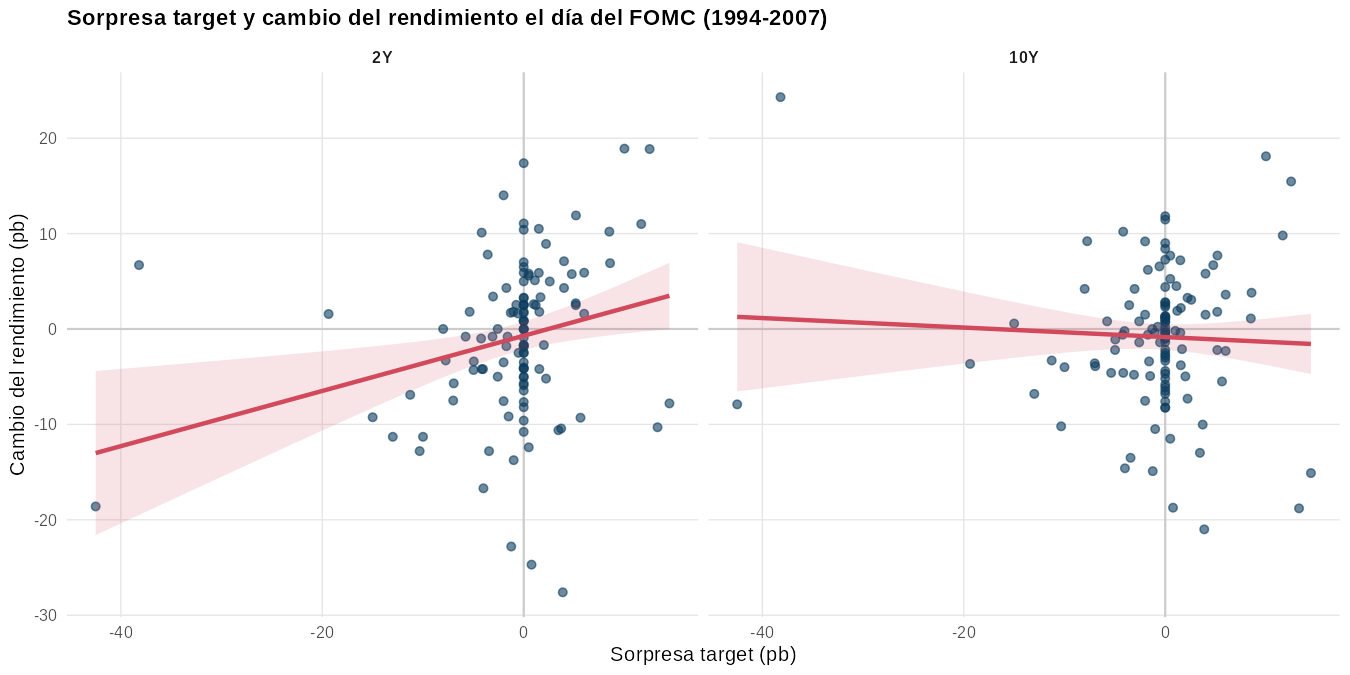 Sorpresa target y cambio del rendimiento el día del FOMC (1994-2007)
2Y
10Y
Cambio del rendimiento (pb)
20
10
0
-10
-20
-30
-40
-20
0
-40
-20
0
Sorpresa target (pb)